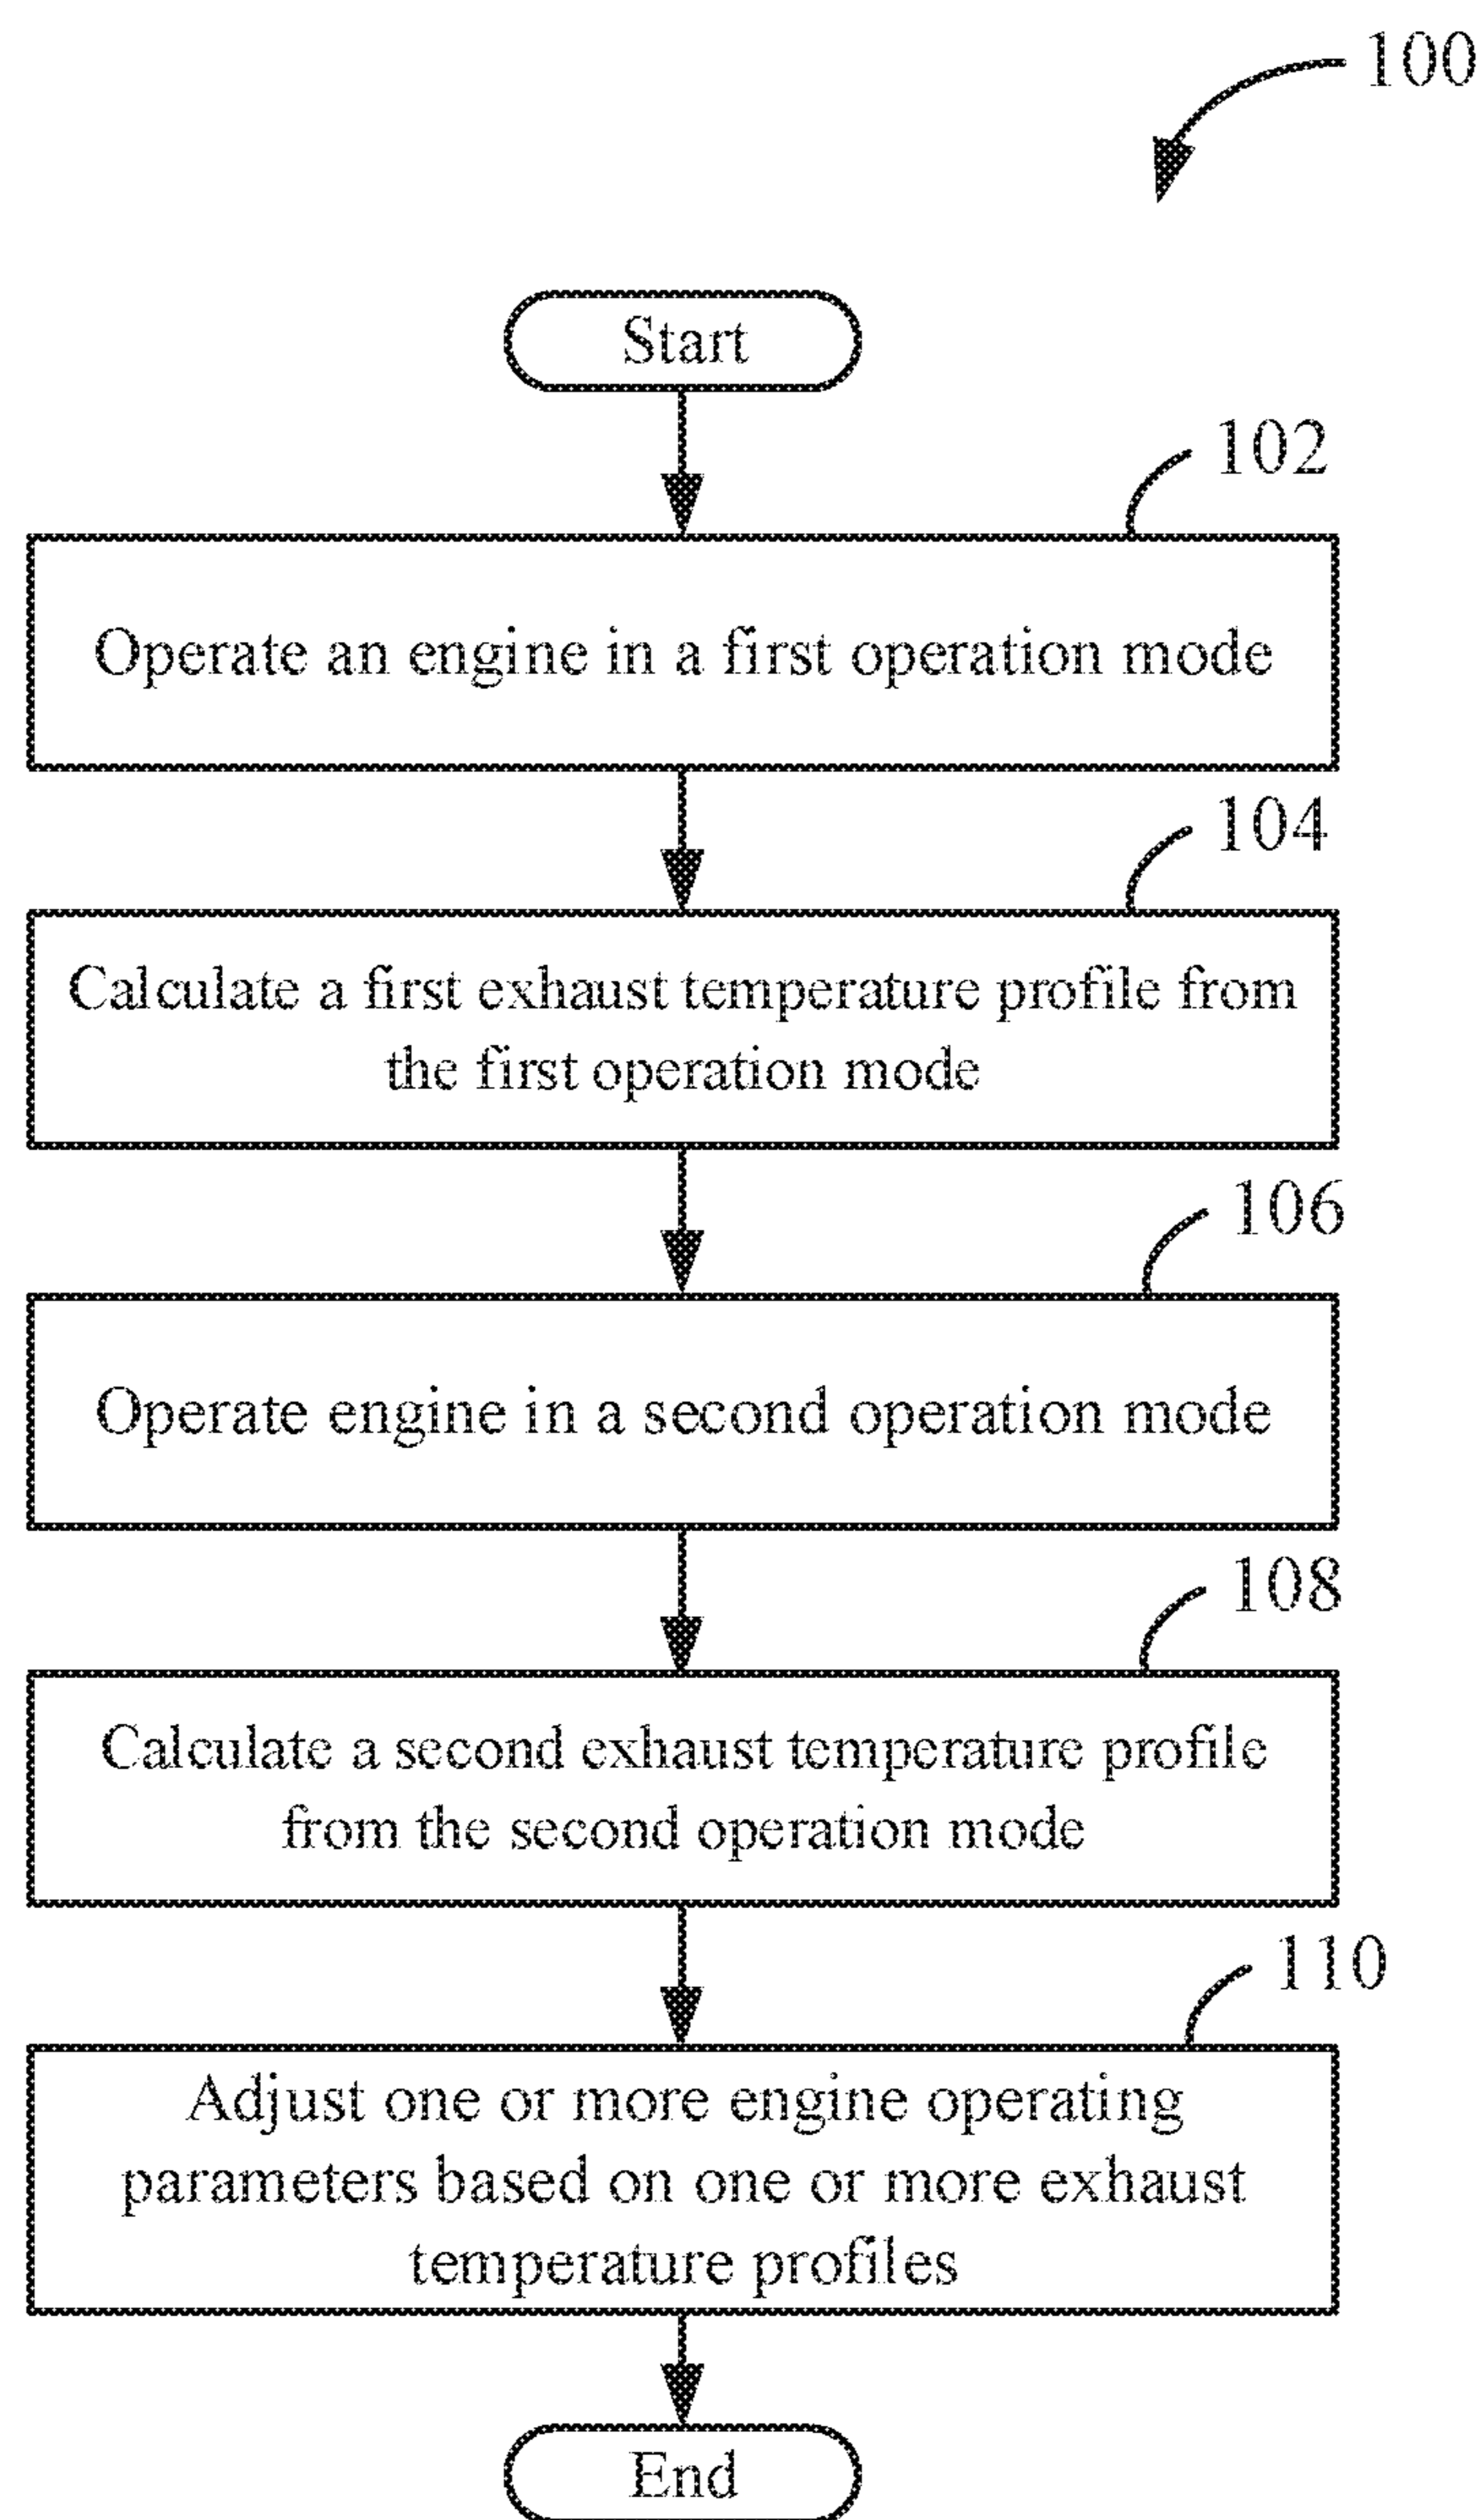 100
Start
102
Operate an engine in a first operation mode
104
Calculate a first exhaust temperature profile from
the first operation mode
106
Operate engine in a second operation mode
108
Calculate a second exhaust temperature profile
from the second operation mode
110
Adjust one or more engine operating
parameters based on one or more exhaust
temperature profiles
End